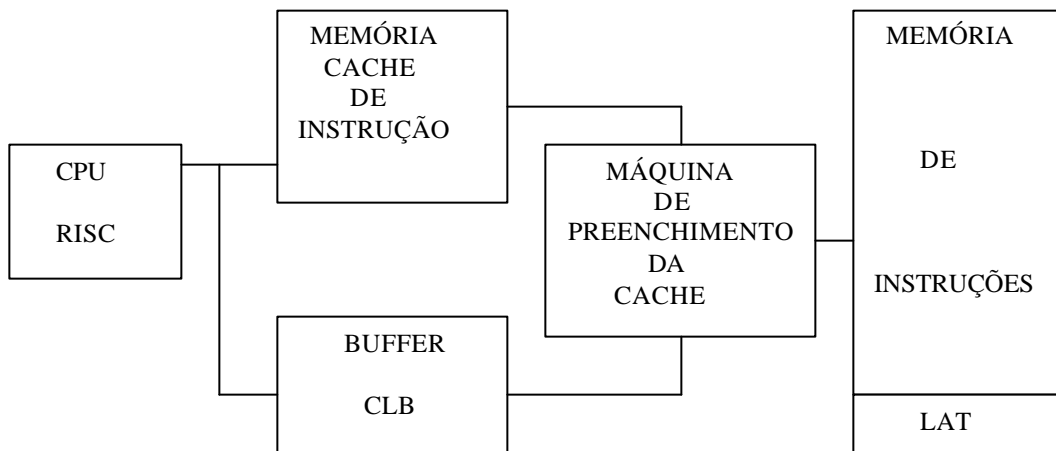 CPU
RISC
MEMÓRIA
CACHE
DE
INSTRUÇÃO
BUFFER
CLB
MÁQUINA
DE
PREENCHIMENTO
DA
CACHE
MEMÓRIA
DE
INSTRUÇÕES
LAT